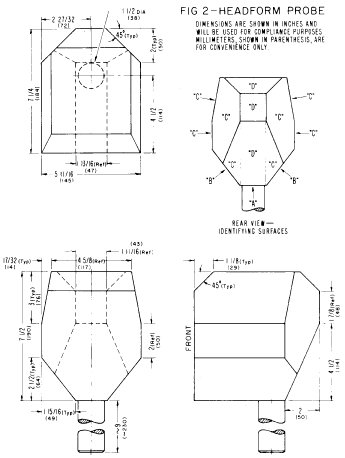 FIG 2-HEADFORM PROBE
DIMENSIONS ARE SHOWN IN INCHES AND
WILL BE USED FOR COMPLIANCE PURPOSES
MILLIMETERS, SHOWN IN PARENTHESIS, ARE
FOR CONVENIENCE ONLY
2 27/32
(72)
1 1/2 DIA
(38)
45° (Typ)
2(Typ)
(50)
7 1/4
(184)
4 1/2
(114)
1 13/16 (Ref)
(47)
5 11/16
(145)
"D"
"C"
"C"
"C"
"D"
"C"
"C"
"C"
"C"
"D"
"C"
"B"
"B"
"A"
REAR VIEW—
IDENTIFYING SURFACES
17/32 (Typ)
(14)
4 5/8 (Ref)
(117)
(43)
1 11/16 (Ref)
3 (Typ)
(76)
7 1/2
(190)
2 1/2 (Typ)
(64)
2(Ref)
(50)
1 15/16 (Typ)
(49)
~ 9
(~230)
1 1/8 (Typ)
(29)
45° (Typ)
FRONT
1 7/8 (Ref)
(48)
4 1/2
(114)
2
(50)